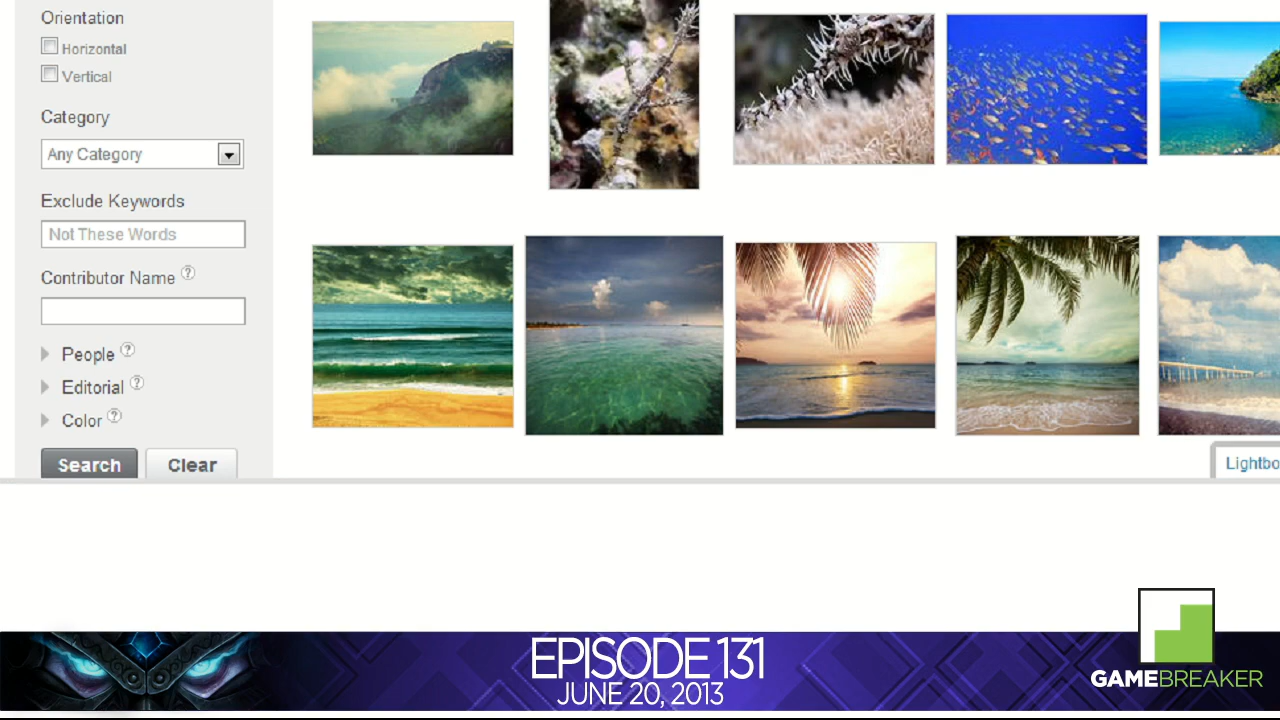 Orientation
Horizontal
Vertical
Category
Any Category
Exclude Keywords
Not These Words
Contributor Name ?
People ?
Editorial ?
Color ?
Search Clear
Lightbo
EPISODE 131
JUNE 20, 2013
GAMEBREAKER